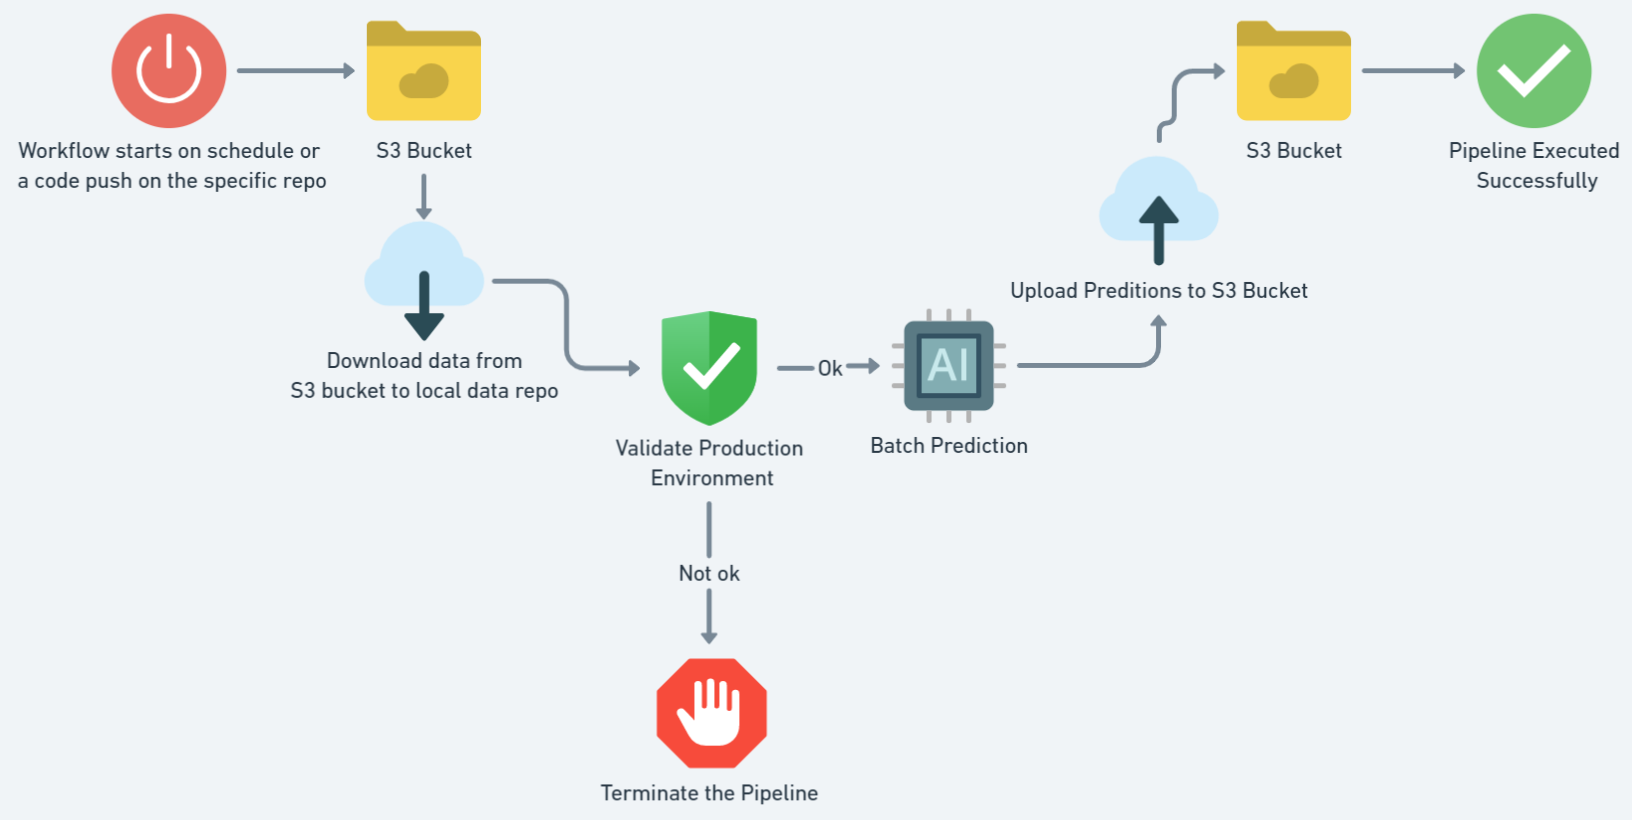 Workflow starts on schedule or
a code push on the specific repo
S3 Bucket
Download data from
S3 bucket to local data repo
Validate Production
Environment
Ok
Not ok
Terminate the Pipeline
AI
Batch Prediction
Upload Preditions to S3 Bucket
S3 Bucket
Pipeline Executed
Successfully